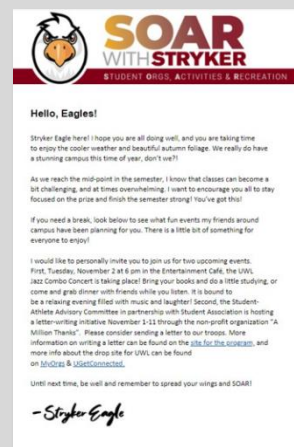 SOAR
WITH STRYKER
STUDENT ORGS, ACTIVITIES & RECREATION
Hello, Eagles!
Stryker Eagle here! I hope you are all doing well, and you are taking time
to enjoy the cooler weather and beautiful autumn foliage. We really do have
a stunning campus this time of year, don't we?!
As we reach the mid-point in the semester, I know that classes can become a
bit challenging, and at times overwhelming. I want to encourage you all to stay
focused on the prize and finish the semester strong! You've got this!
If you need a break, look below to see what fun events my friends around
campus have been planning for you. There is a little bit of something for
everyone to enjoy!
I would like to personally invite you to join us for two upcoming events.
First, Tuesday, November 2 at 6 pm in the Entertainment Café, the UWL
Jazz Combo Concert is taking place! Bring your books and do a little studying, or
come and grab dinner with friends while you listen. It is bound to
be a relaxing evening filled with music and laughter! Second, the Student-
Athlete Advisory Committee in partnership with Student Association is hosting
a letter-writing initiative November 1-11 through the non-profit organization "A
Million Thanks". Please consider sending a letter to our troops. More
information on writing a letter can be found on the site for the program, and
more info about the drop site for UWL can be found
on MyOrgs & UGetConnected.
Until next time, be well and remember to spread your wings and SOAR!
- Stryker Eagle